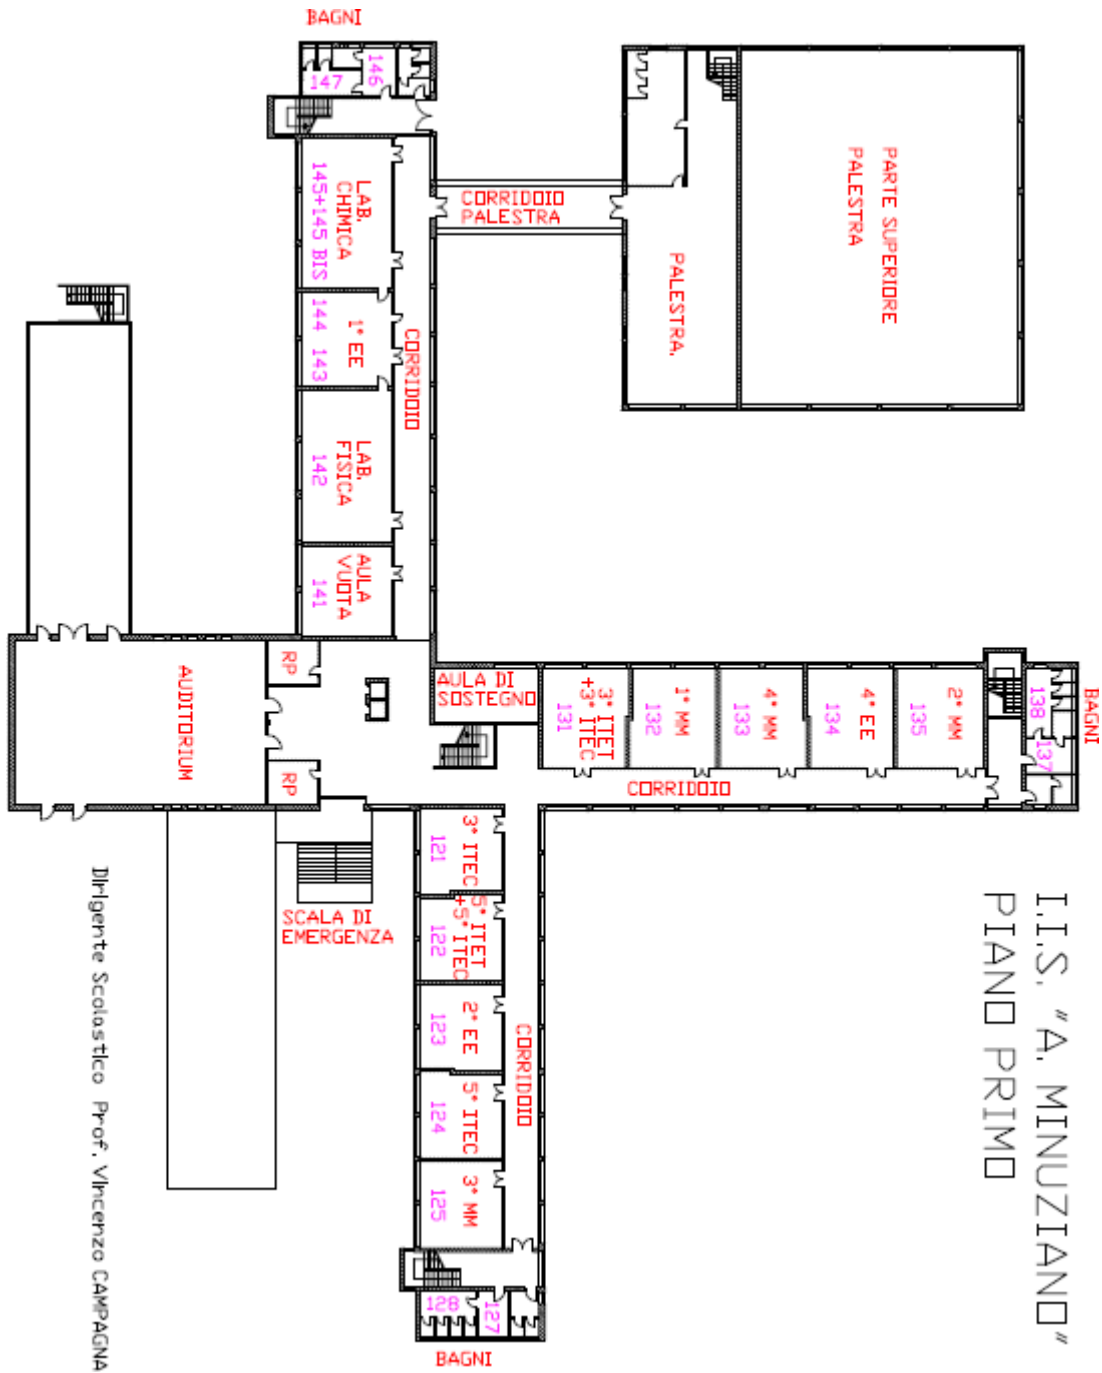 BAGNI
147
146
LAB.
CHIMICA
145+145 BIS
CORRIDOIO
PALESTRA
PALESTRA.
PARTE SUPERIORE
PALESTRA
1° EE
144 143
CORRIDOIO
LAB.
FISICA
142
AULA
VUOTA
141
RP
AUDITORIUM
RP
AULA DI
SOSTEGNO
3° ITET
+3° ITEC
131
1° MM
132
4° MM
133
4° EE
134
2° MM
135
138
137
BAGNI
CORRIDOIO
3° ITEC
121
5° ITET
+5° ITEC
122
2° EE
123
5° ITEC
124
3° MM
125
CORRIDOIO
128
127
BAGNI
SCALA DI
EMERGENZA
I.I.S. "A. MINUZIANO"
PIANO PRIMO
Dirigente Scolastico Prof. Vincenzo CAMPAGNA